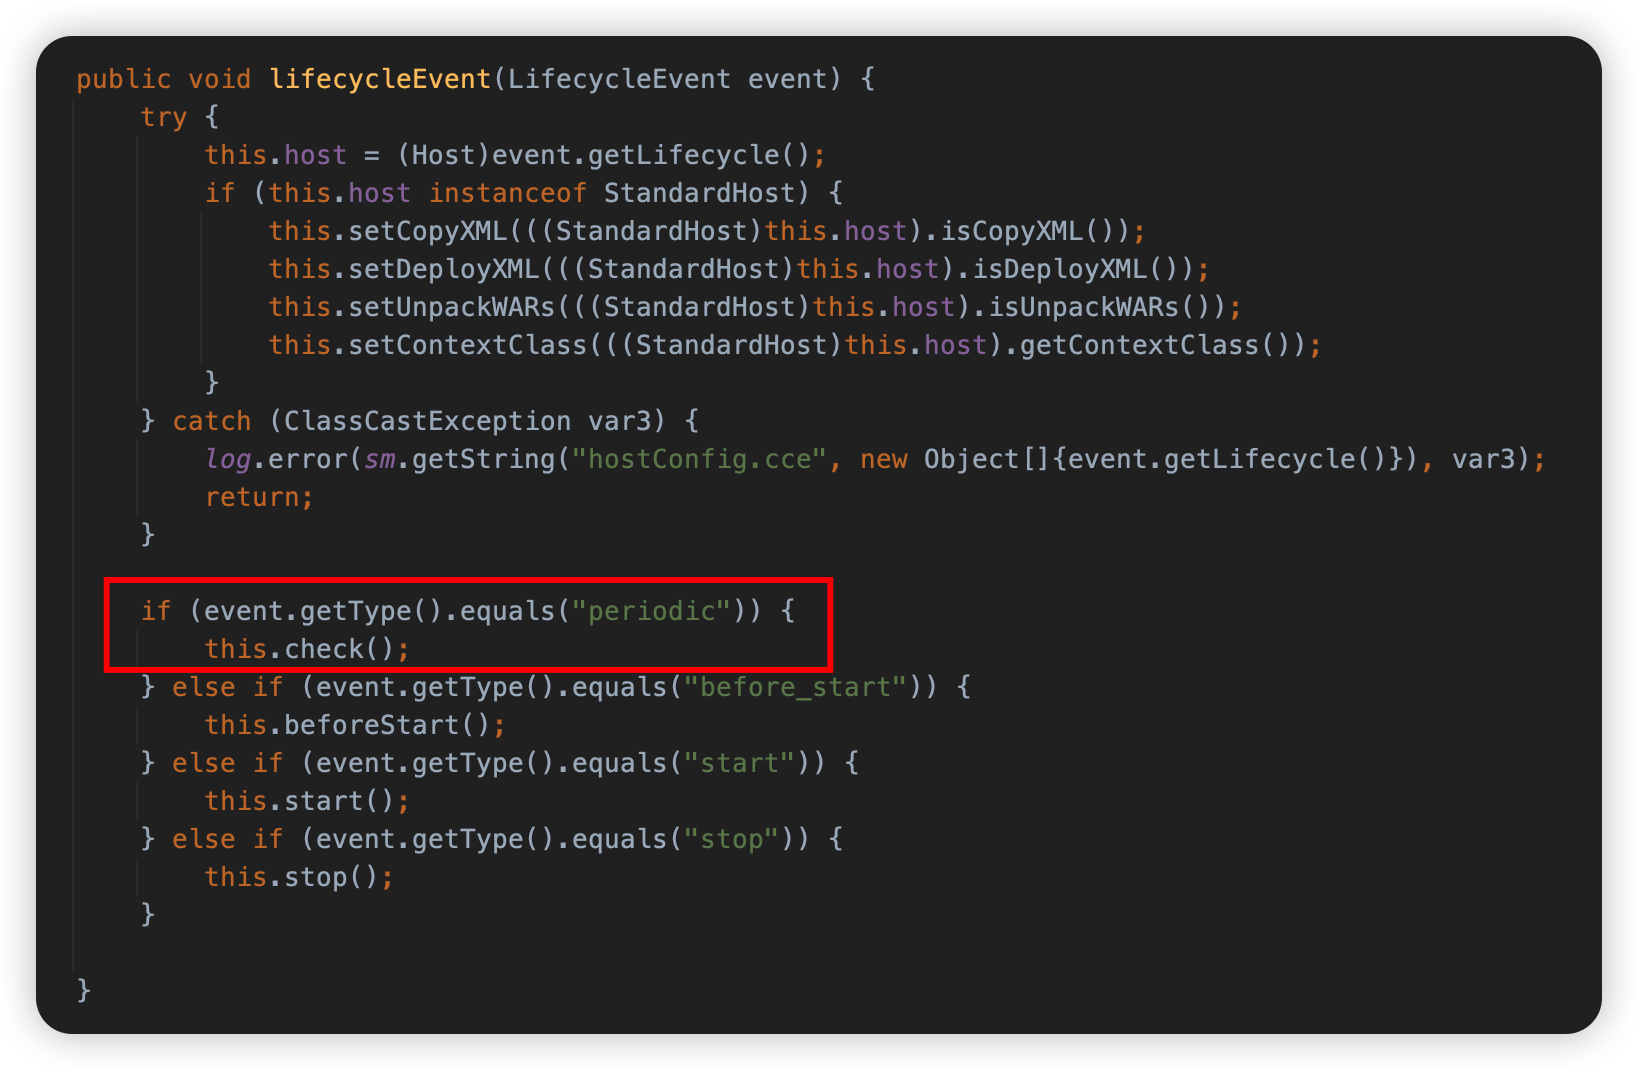 public void lifecycleEvent(LifecycleEvent event) {
    try {
        this.host = (Host)event.getLifecycle();
        if (this.host instanceof StandardHost) {
            this.setCopyXML(((StandardHost)this.host).isCopyXML());
            this.setDeployXML(((StandardHost)this.host).isDeployXML());
            this.setUnpackWARs(((StandardHost)this.host).isUnpackWARs());
            this.setContextClass(((StandardHost)this.host).getContextClass());
        }
    } catch (ClassCastException var3) {
        log.error(sm.getString("hostConfig.cce", new Object[]{event.getLifecycle()}), var3);
        return;
    }
    if (event.getType().equals("periodic")) {
        this.check();
    } else if (event.getType().equals("before_start")) {
        this.beforeStart();
    } else if (event.getType().equals("start")) {
        this.start();
    } else if (event.getType().equals("stop")) {
        this.stop();
    }
}